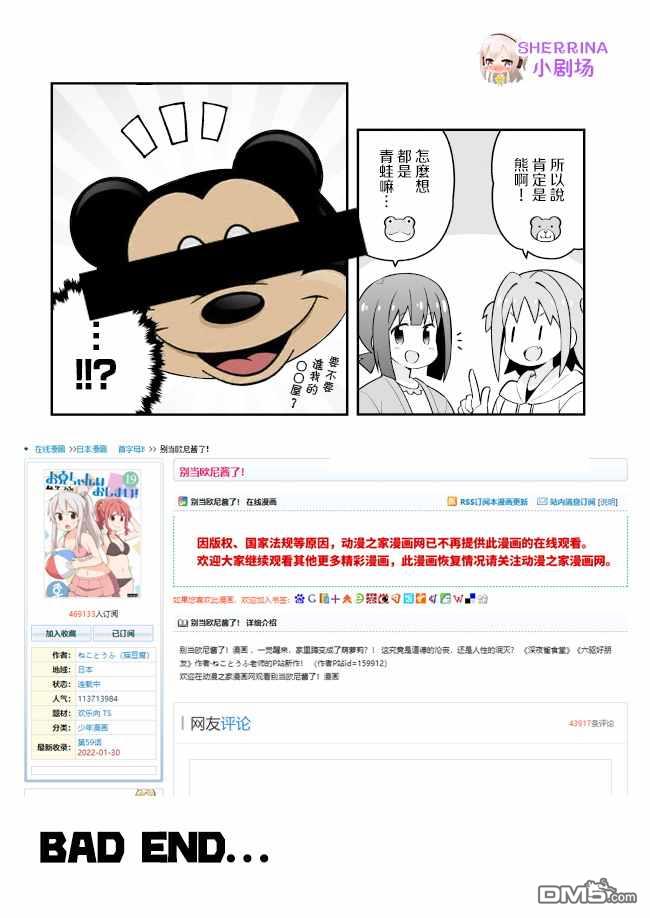 SHERRINA
小剧场
所以說
肯定是
熊啊！
怎麼想
都是
青蛙嘛…
…!!?
要不要
進我的
〇〇屋？
在线漫画 >>日本漫画 首字母B >> 别当欧尼酱了！
お兄ちゃんは
おしまい！
19
别当欧尼酱了！
别当欧尼酱了！ 在线漫画
RSS订阅本漫画更新 站内消息订阅 [说明]
因版权、国家法规等原因，动漫之家漫画网已不再提供此漫画的在线观看。
欢迎大家继续观看其他更多精彩漫画，此漫画恢复情况请关注动漫之家漫画网。
如果您喜欢此漫画，欢迎加入书签：
469133人订阅
加入收藏 已订阅
作者： ねことうふ（猫豆腐）
地域： 日本
状态： 连载中
人气： 113713984
题材： 欢乐向 TS
分类： 少年漫画
最新收录： 第59话
2022-01-30
别当欧尼酱了！ 详细介绍
别当欧尼酱了！漫画 ，一觉醒来，家里蹲变成了萌萝莉？！这究竟是道德的沦丧，还是人性的泯灭？《深夜雀食堂》《六驱好朋
友》作者-ねことうふ老师的P站新作！ （作者P站id=159912）
欢迎在动漫之家漫画网观看别当欧尼酱了！漫画
网友评论
43917条评论
BAD END...
DM5.com